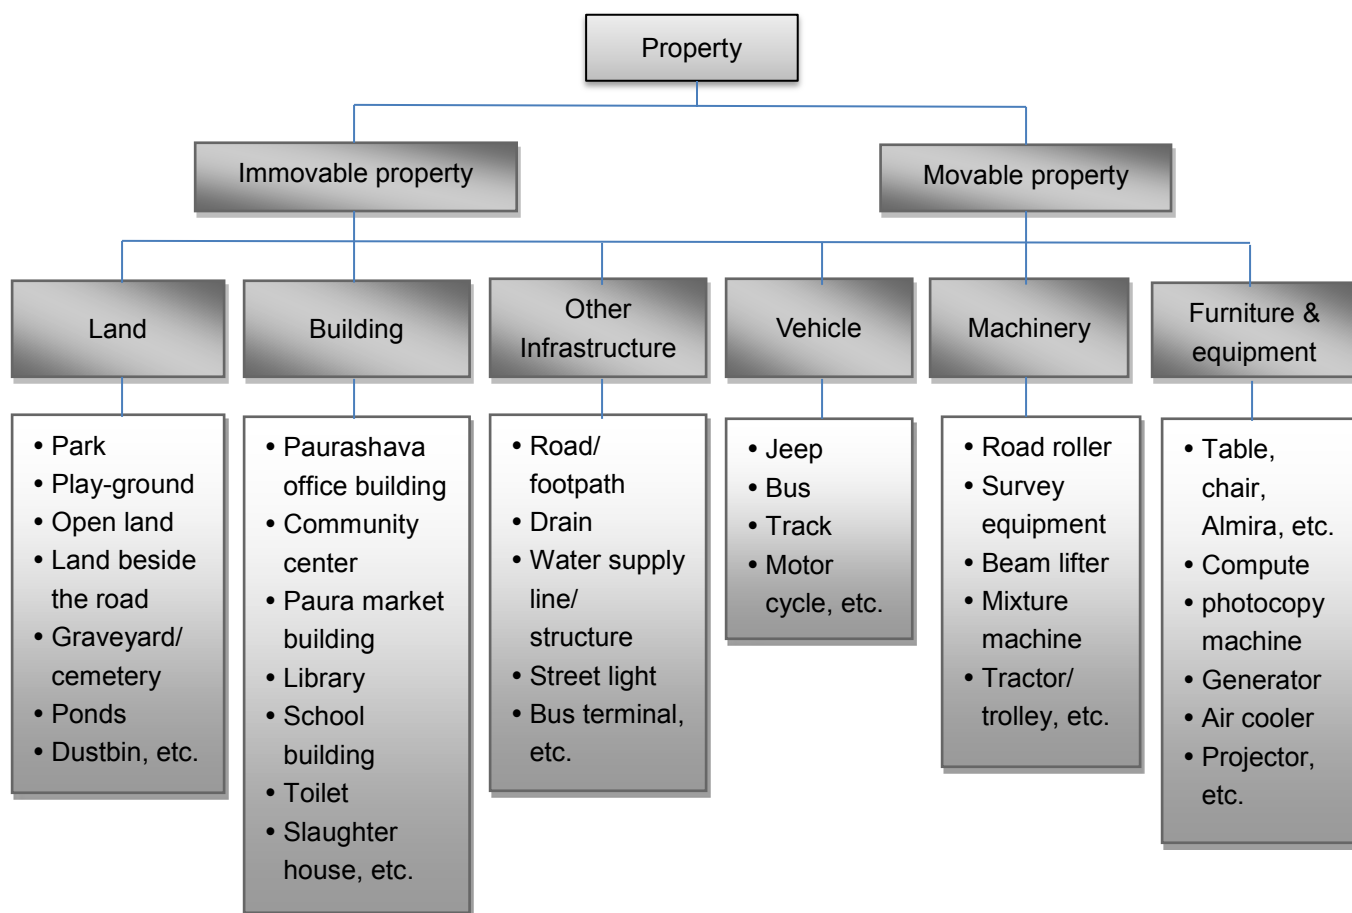 Property
Immovable property
Movable property
Land
Building
Other
Infrastructure
Vehicle
Machinery
Furniture &
equipment
• Park
• Play-ground
• Open land
• Land beside
the road
• Graveyard/
cemetery
• Ponds
• Dustbin, etc.
• Paurashava
office building
• Community
center
• Paura market
building
• Library
• School
building
• Toilet
• Slaughter
house, etc.
• Road/
footpath
• Drain
• Water supply
line/
structure
• Street light
• Bus terminal,
etc.
• Jeep
• Bus
• Track
• Motor
cycle, etc.
• Road roller
• Survey
equipment
• Beam lifter
• Mixture
machine
• Tractor/
trolley, etc.
• Table,
chair,
Almira, etc.
• Compute
• photocopy
machine
• Generator
• Air cooler
• Projector,
etc.